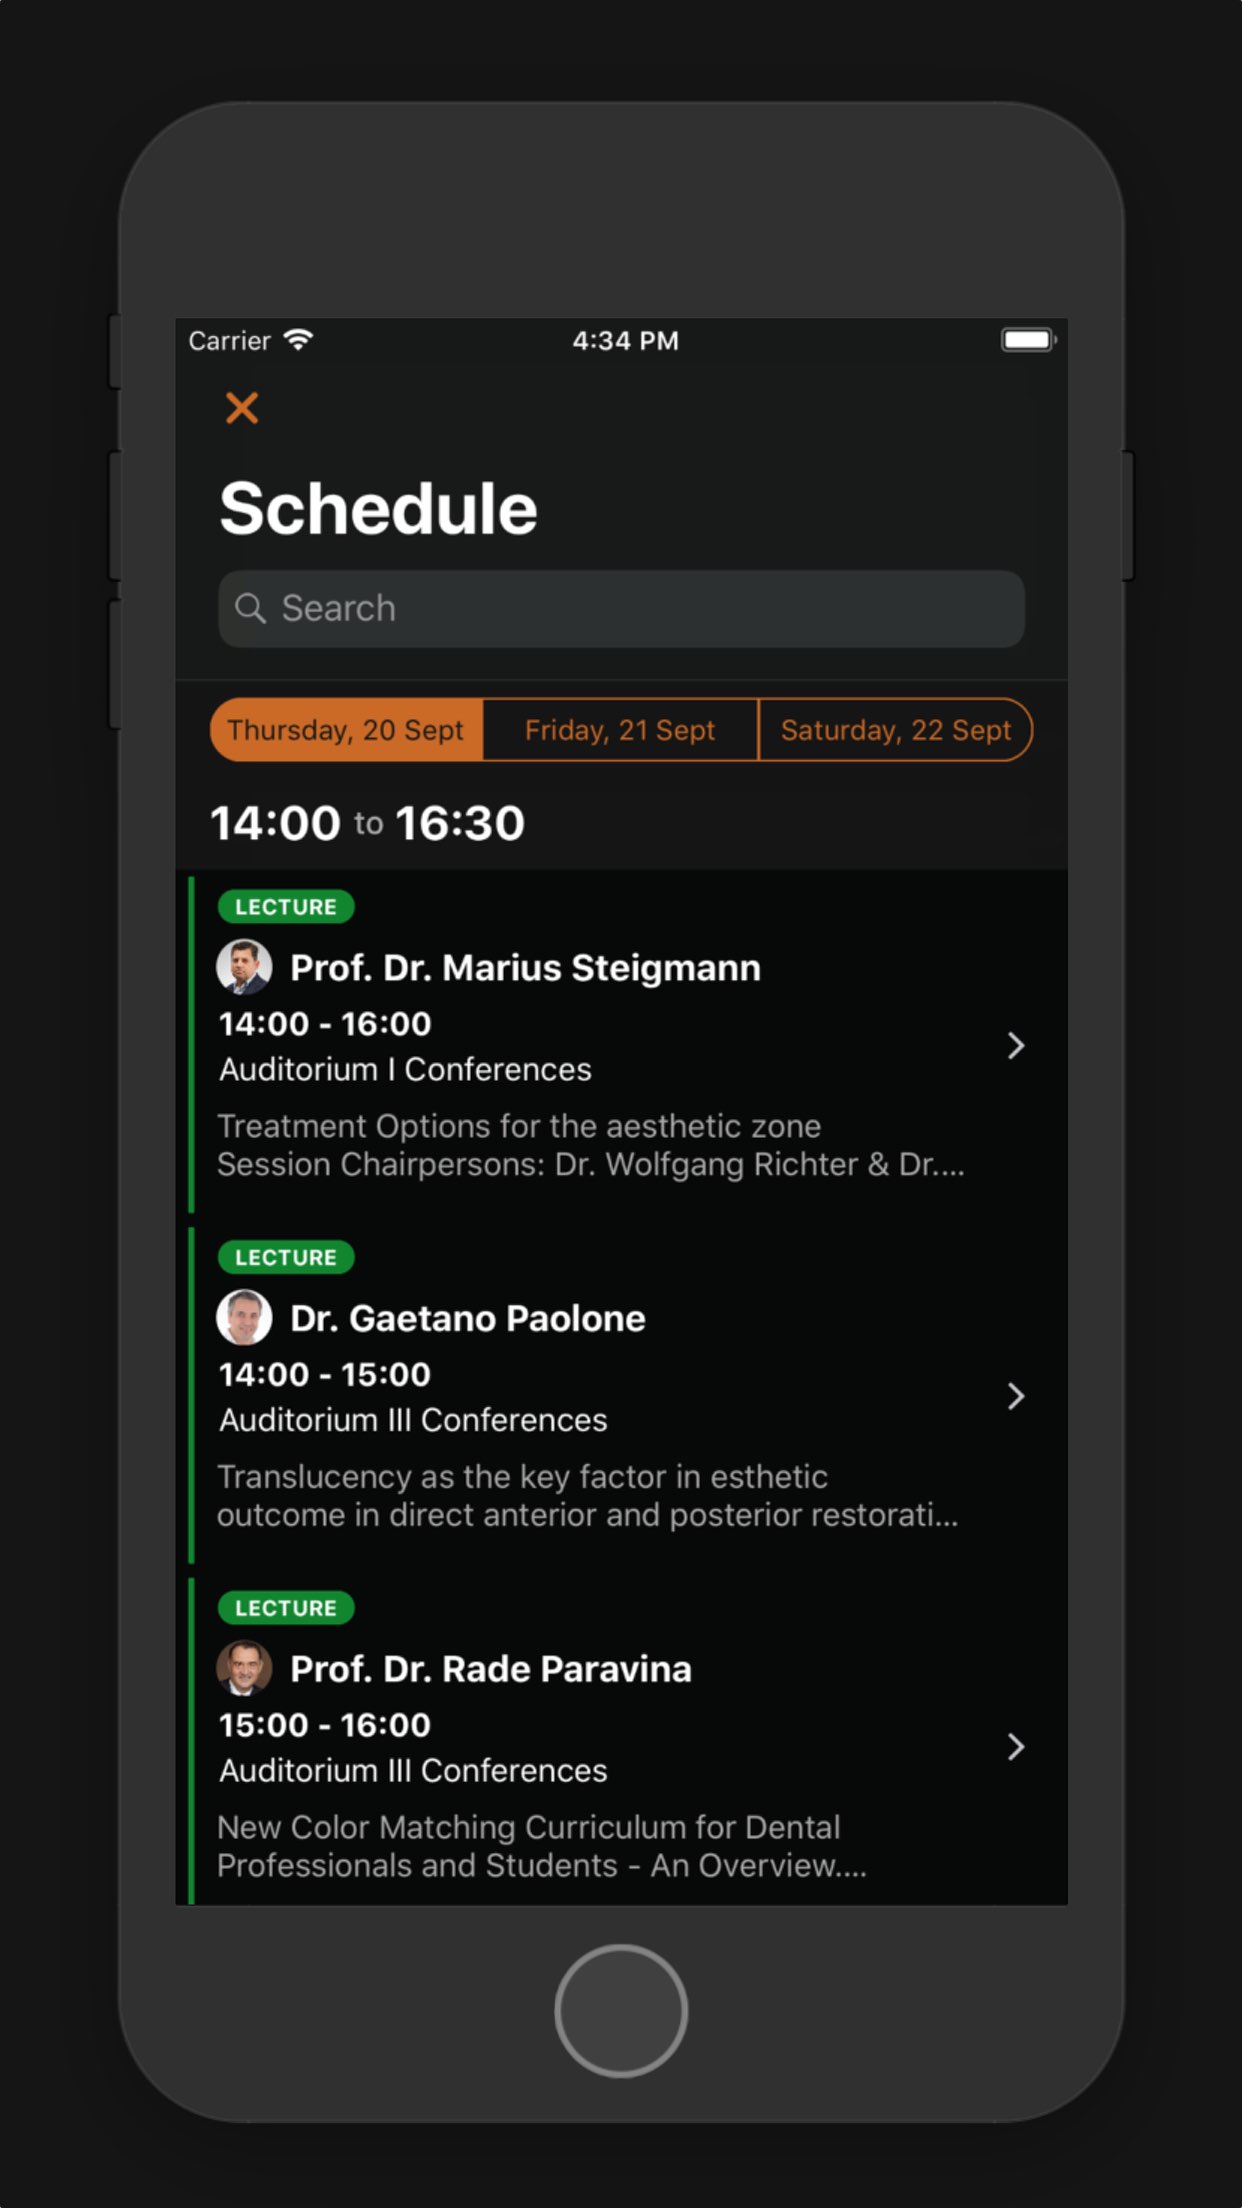 Carrier 4:34 PM
Schedule
Search
Thursday, 20 Sept Friday, 21 Sept Saturday, 22 Sept
14:00 to 16:30
LECTURE
Prof. Dr. Marius Steigmann
14:00 - 16:00
Auditorium I Conferences
Treatment Options for the aesthetic zone
Session Chairpersons: Dr. Wolfgang Richter & Dr....
LECTURE
Dr. Gaetano Paolone
14:00 - 15:00
Auditorium III Conferences
Translucency as the key factor in esthetic
outcome in direct anterior and posterior restorati...
LECTURE
Prof. Dr. Rade Paravina
15:00 - 16:00
Auditorium III Conferences
New Color Matching Curriculum for Dental
Professionals and Students - An Overview....